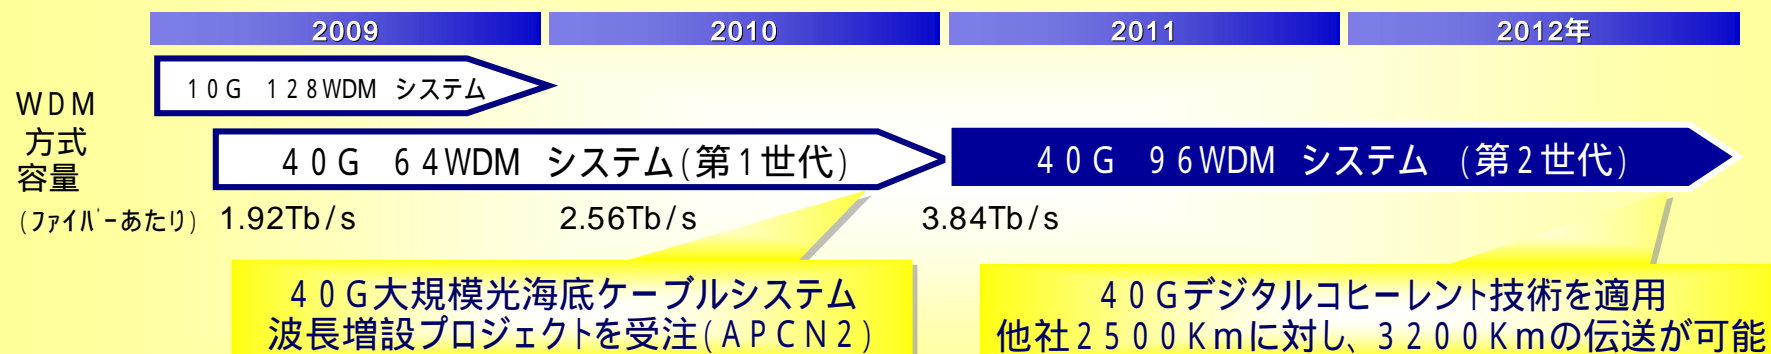 2009 2010 2011 2012年
10G 128WDM システム
WDM
方式
容量
(ファイバーあたり)
40G 64WDM システム(第1世代)
40G 96WDM システム (第2世代)
1.92Tb/s 2.56Tb/s 3.84Tb/s
40G大規模光海底ケーブルシステム
波長増設プロジェクトを受注(APCN2)
40Gデジタルコヒーレント技術を適用
他社2500Kmに対し、3200Kmの伝送が可能